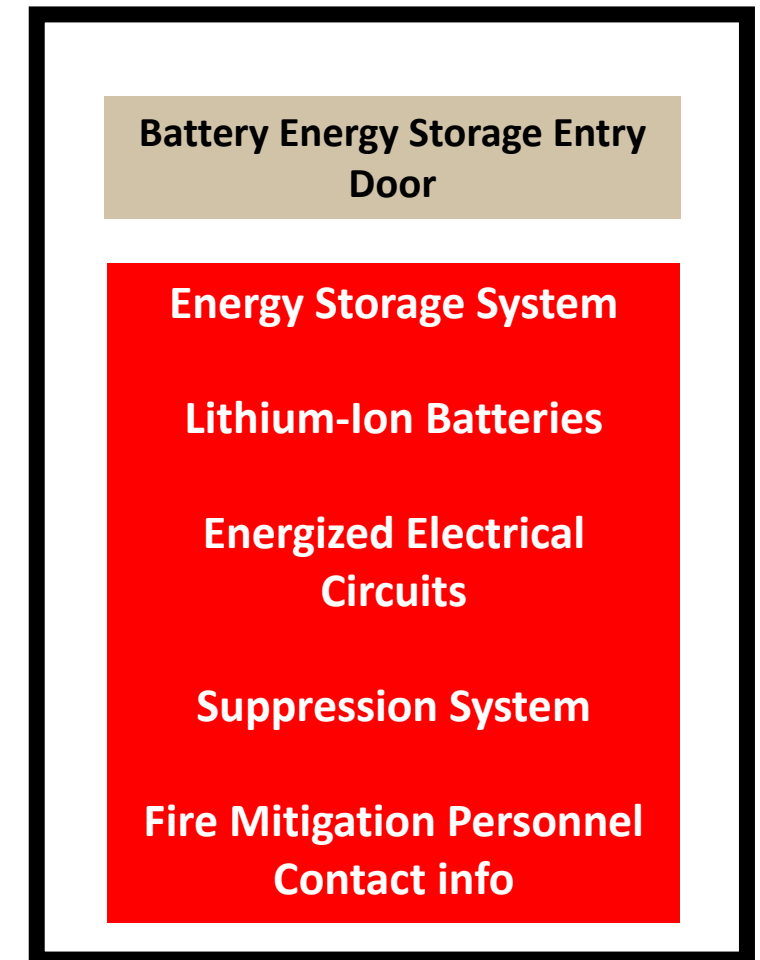 Battery Energy Storage Entry
Door
Energy Storage System
Lithium-Ion Batteries
Energized Electrical
Circuits
Suppression System
Fire Mitigation Personnel
Contact info